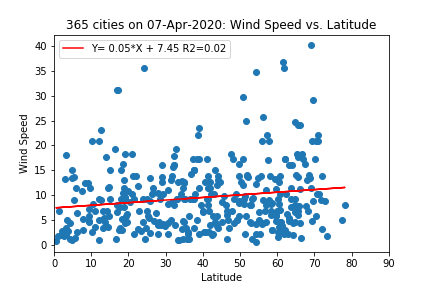 365 cities on 07-Apr-2020: Wind Speed vs. Latitude
Y= 0.05*X + 7.45 R2=0.02
40
35
30
25
20
15
10
5
0
Wind Speed
0 10 20 30 40 50 60 70 80 90
Latitude